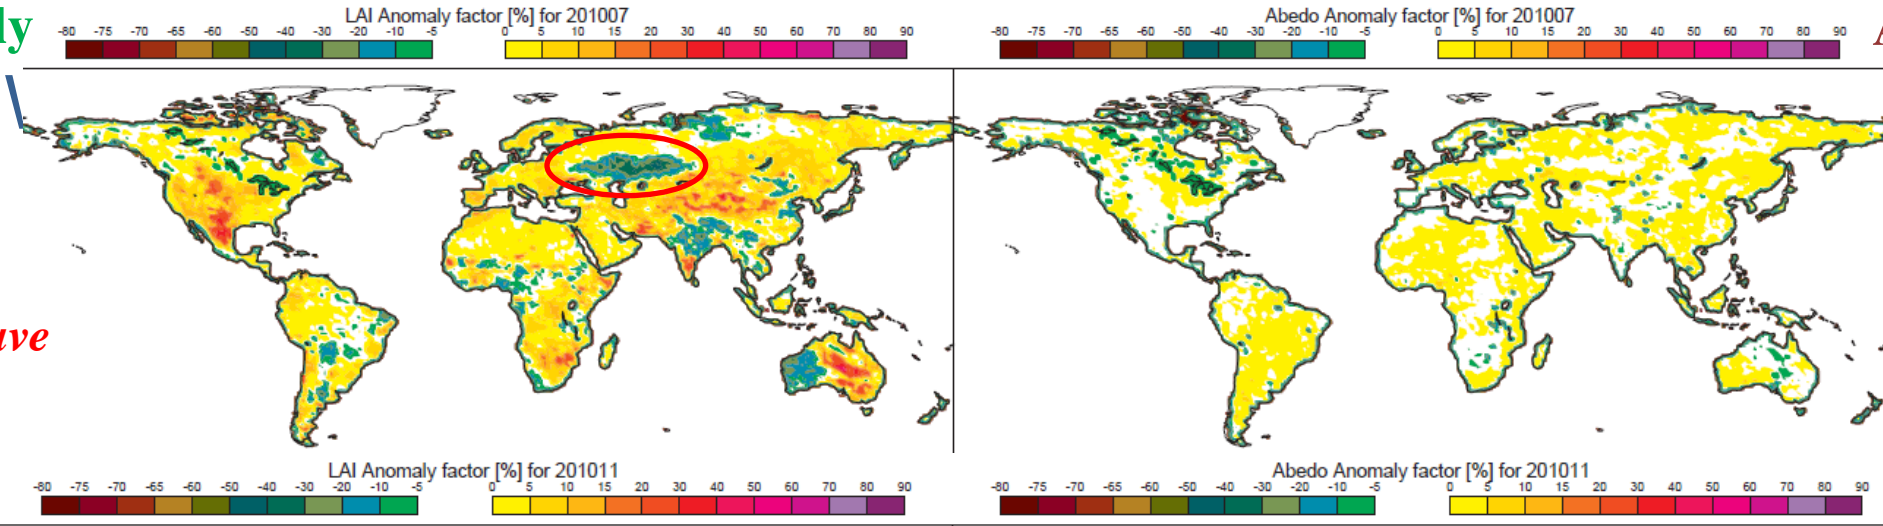 LAI Anomaly factor [%] for 201007
-80 -75 -70 -65 -60 -50 -40 -30 -20 -10 -5 0 5 10 15 20 30 40 50 60 70 80 90
Abedo Anomaly factor [%] for 201007
-80 -75 -70 -65 -60 -50 -40 -30 -20 -10 -5 0 5 10 15 20 30 40 50 60 70 80 90
LAI Anomaly factor [%] for 201011
-80 -75 -70 -65 -60 -50 -40 -30 -20 -10 -5 0 5 10 15 20 30 40 50 60 70 80 90
Abedo Anomaly factor [%] for 201011
-80 -75 -70 -65 -60 -50 -40 -30 -20 -10 -5 0 5 10 15 20 30 40 50 60 70 80 90